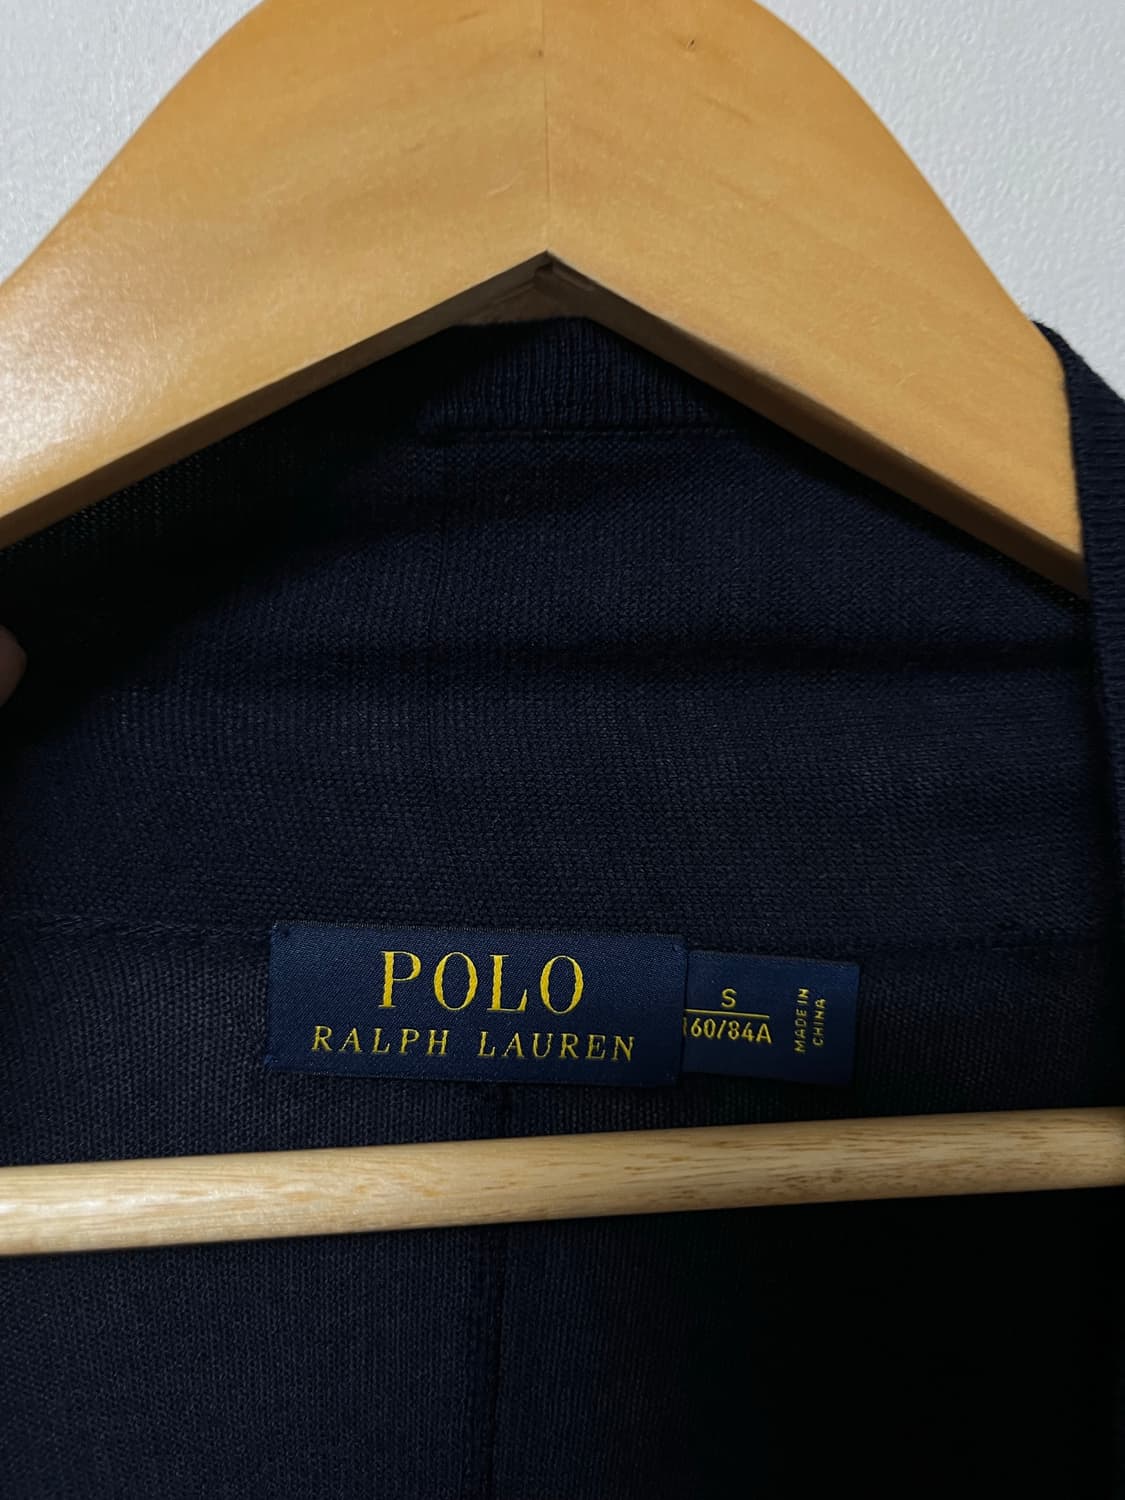 POLO
RALPH LAUREN
S
160/84A
MADE IN
CHINA